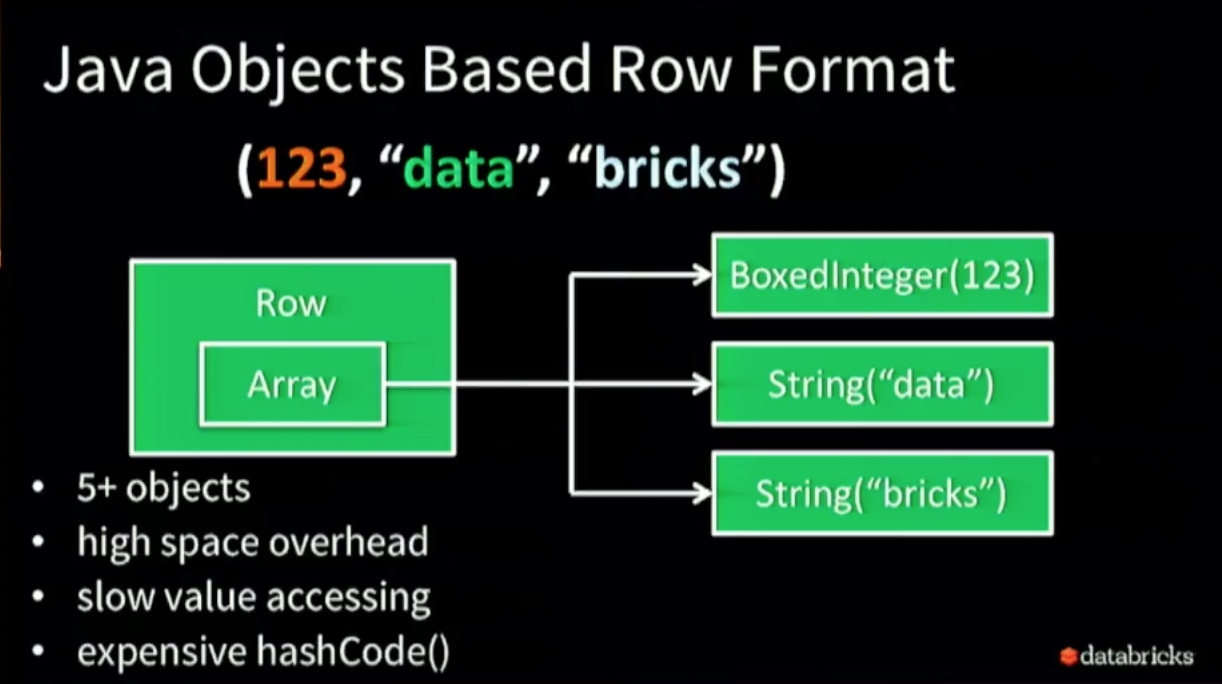 Java Objects Based Row Format
(123, “data”, “bricks”)
Row
Array
BoxedInteger(123)
String(“data”)
String(“bricks”)
• 5+ objects
• high space overhead
• slow value accessing
• expensive hashCode()
databricks